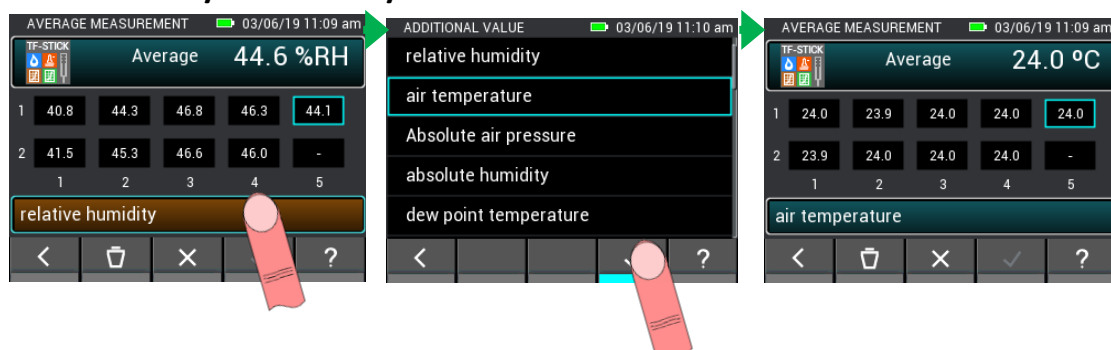 AVERAGE MEASUREMENT 03/06/19 11:09 am
TF-STICK
Average 44.6 %RH
1 40.8 44.3 46.8 46.3 44.1
2 41.5 45.3 46.6 46.0 -
1 2 3 4 5
relative humidity
?
ADDITIONAL VALUE 03/06/19 11:10 am
relative humidity
air temperature
Absolute air pressure
absolute humidity
dew point temperature
?
AVERAGE MEASUREMENT 03/06/19 11:09 am
TF-STICK
Average 24.0 ºC
1 24.0 23.9 24.0 24.0 24.0
2 23.9 24.0 24.0 24.0 -
1 2 3 4 5
air temperature
?